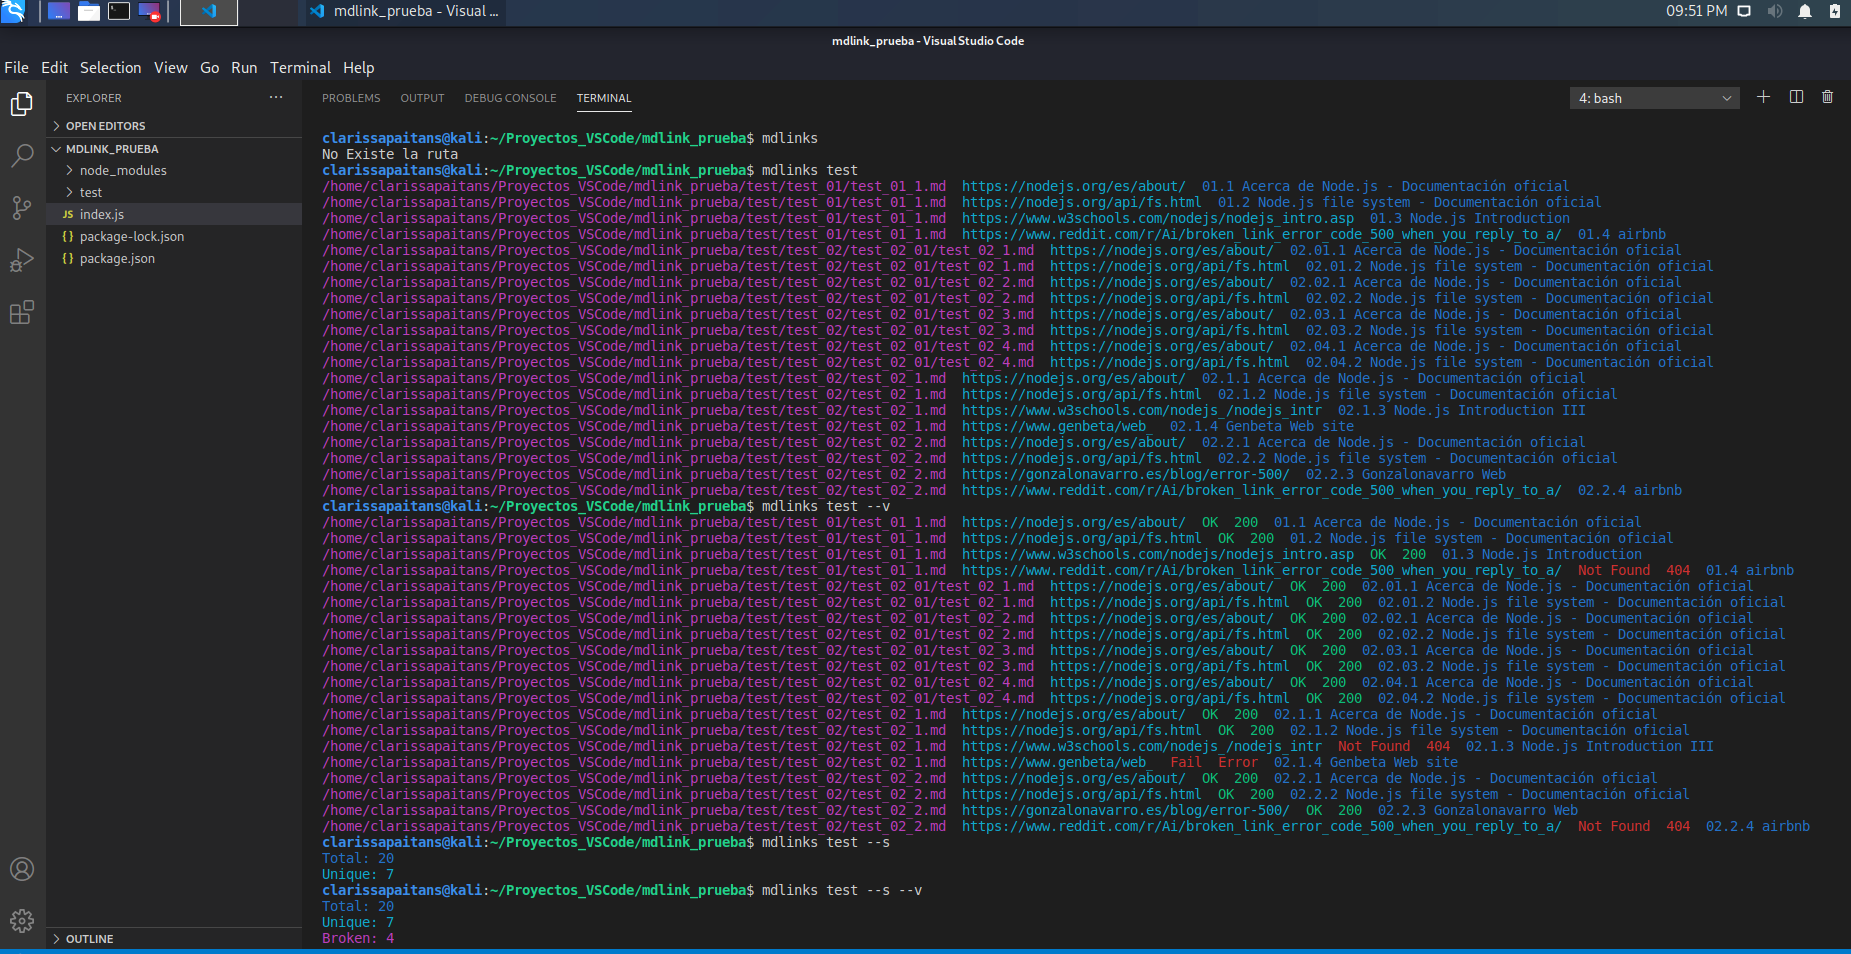 mdlink_prueba - Visual ...
09:51 PM
mdlink_prueba - Visual Studio Code
File Edit Selection View Go Run Terminal Help
EXPLORER ...
OPEN EDITORS
MDLINK_PRUEBA
node_modules
test
JS index.js
{} package-lock.json
{} package.json
OUTLINE
PROBLEMS OUTPUT DEBUG CONSOLE TERMINAL
4: bash
clarissapaitans@kali:~/Proyectos_VSCode/mdlink_prueba$ mdlinks
No Existe la ruta
clarissapaitans@kali:~/Proyectos_VSCode/mdlink_prueba$ mdlinks test
/home/clarissapaitans/Proyectos_VSCode/mdlink_prueba/test/test_01/test_01_1.md https://nodejs.org/es/about/ 01.1 Acerca de Node.js - Documentación oficial
/home/clarissapaitans/Proyectos_VSCode/mdlink_prueba/test/test_01/test_01_1.md https://nodejs.org/api/fs.html 01.2 Node.js file system - Documentación oficial
/home/clarissapaitans/Proyectos_VSCode/mdlink_prueba/test/test_01/test_01_1.md https://www.w3schools.com/nodejs/nodejs_intro.asp 01.3 Node.js Introduction
/home/clarissapaitans/Proyectos_VSCode/mdlink_prueba/test/test_01/test_01_1.md https://www.reddit.com/r/Ai/broken_link_error_code_500_when_you_reply_to_a/ 01.4 airbnb
/home/clarissapaitans/Proyectos_VSCode/mdlink_prueba/test/test_02/test_02_01/test_02_1.md https://nodejs.org/es/about/ 02.01.1 Acerca de Node.js - Documentación oficial
/home/clarissapaitans/Proyectos_VSCode/mdlink_prueba/test/test_02/test_02_01/test_02_1.md https://nodejs.org/api/fs.html 02.01.2 Node.js file system - Documentación oficial
/home/clarissapaitans/Proyectos_VSCode/mdlink_prueba/test/test_02/test_02_01/test_02_2.md https://nodejs.org/es/about/ 02.02.1 Acerca de Node.js - Documentación oficial
/home/clarissapaitans/Proyectos_VSCode/mdlink_prueba/test/test_02/test_02_01/test_02_2.md https://nodejs.org/api/fs.html 02.02.2 Node.js file system - Documentación oficial
/home/clarissapaitans/Proyectos_VSCode/mdlink_prueba/test/test_02/test_02_01/test_02_3.md https://nodejs.org/es/about/ 02.03.1 Acerca de Node.js - Documentación oficial
/home/clarissapaitans/Proyectos_VSCode/mdlink_prueba/test/test_02/test_02_01/test_02_3.md https://nodejs.org/api/fs.html 02.03.2 Node.js file system - Documentación oficial
/home/clarissapaitans/Proyectos_VSCode/mdlink_prueba/test/test_02/test_02_01/test_02_4.md https://nodejs.org/es/about/ 02.04.1 Acerca de Node.js - Documentación oficial
/home/clarissapaitans/Proyectos_VSCode/mdlink_prueba/test/test_02/test_02_01/test_02_4.md https://nodejs.org/api/fs.html 02.04.2 Node.js file system - Documentación oficial
/home/clarissapaitans/Proyectos_VSCode/mdlink_prueba/test/test_02/test_02_1.md https://nodejs.org/es/about/ 02.1.1 Acerca de Node.js - Documentación oficial
/home/clarissapaitans/Proyectos_VSCode/mdlink_prueba/test/test_02/test_02_1.md https://nodejs.org/api/fs.html 02.1.2 Node.js file system - Documentación oficial
/home/clarissapaitans/Proyectos_VSCode/mdlink_prueba/test/test_02/test_02_1.md https://www.w3schools.com/nodejs_/nodejs_intr 02.1.3 Node.js Introduction III
/home/clarissapaitans/Proyectos_VSCode/mdlink_prueba/test/test_02/test_02_1.md https://www.genbeta/web_ 02.1.4 Genbeta Web site
/home/clarissapaitans/Proyectos_VSCode/mdlink_prueba/test/test_02/test_02_2.md https://nodejs.org/es/about/ 02.2.1 Acerca de Node.js - Documentación oficial
/home/clarissapaitans/Proyectos_VSCode/mdlink_prueba/test/test_02/test_02_2.md https://nodejs.org/api/fs.html 02.2.2 Node.js file system - Documentación oficial
/home/clarissapaitans/Proyectos_VSCode/mdlink_prueba/test/test_02/test_02_2.md https://gonzalonavarro.es/blog/error-500/ 02.2.3 Gonzalonavarro Web
/home/clarissapaitans/Proyectos_VSCode/mdlink_prueba/test/test_02/test_02_2.md https://www.reddit.com/r/Ai/broken_link_error_code_500_when_you_reply_to_a/ 02.2.4 airbnb
clarissapaitans@kali:~/Proyectos_VSCode/mdlink_prueba$ mdlinks test --v
/home/clarissapaitans/Proyectos_VSCode/mdlink_prueba/test/test_01/test_01_1.md https://nodejs.org/es/about/ OK 200 01.1 Acerca de Node.js - Documentación oficial
/home/clarissapaitans/Proyectos_VSCode/mdlink_prueba/test/test_01/test_01_1.md https://nodejs.org/api/fs.html OK 200 01.2 Node.js file system - Documentación oficial
/home/clarissapaitans/Proyectos_VSCode/mdlink_prueba/test/test_01/test_01_1.md https://www.w3schools.com/nodejs/nodejs_intro.asp OK 200 01.3 Node.js Introduction
/home/clarissapaitans/Proyectos_VSCode/mdlink_prueba/test/test_01/test_01_1.md https://www.reddit.com/r/Ai/broken_link_error_code_500_when_you_reply_to_a/ Not Found 404 01.4 airbnb
/home/clarissapaitans/Proyectos_VSCode/mdlink_prueba/test/test_02/test_02_01/test_02_1.md https://nodejs.org/es/about/ OK 200 02.01.1 Acerca de Node.js - Documentación oficial
/home/clarissapaitans/Proyectos_VSCode/mdlink_prueba/test/test_02/test_02_01/test_02_1.md https://nodejs.org/api/fs.html OK 200 02.01.2 Node.js file system - Documentación oficial
/home/clarissapaitans/Proyectos_VSCode/mdlink_prueba/test/test_02/test_02_01/test_02_2.md https://nodejs.org/es/about/ OK 200 02.02.1 Acerca de Node.js - Documentación oficial
/home/clarissapaitans/Proyectos_VSCode/mdlink_prueba/test/test_02/test_02_01/test_02_2.md https://nodejs.org/api/fs.html OK 200 02.02.2 Node.js file system - Documentación oficial
/home/clarissapaitans/Proyectos_VSCode/mdlink_prueba/test/test_02/test_02_01/test_02_3.md https://nodejs.org/es/about/ OK 200 02.03.1 Acerca de Node.js - Documentación oficial
/home/clarissapaitans/Proyectos_VSCode/mdlink_prueba/test/test_02/test_02_01/test_02_3.md https://nodejs.org/api/fs.html OK 200 02.03.2 Node.js file system - Documentación oficial
/home/clarissapaitans/Proyectos_VSCode/mdlink_prueba/test/test_02/test_02_01/test_02_4.md https://nodejs.org/es/about/ OK 200 02.04.1 Acerca de Node.js - Documentación oficial
/home/clarissapaitans/Proyectos_VSCode/mdlink_prueba/test/test_02/test_02_01/test_02_4.md https://nodejs.org/api/fs.html OK 200 02.04.2 Node.js file system - Documentación oficial
/home/clarissapaitans/Proyectos_VSCode/mdlink_prueba/test/test_02/test_02_1.md https://nodejs.org/es/about/ OK 200 02.1.1 Acerca de Node.js - Documentación oficial
/home/clarissapaitans/Proyectos_VSCode/mdlink_prueba/test/test_02/test_02_1.md https://nodejs.org/api/fs.html OK 200 02.1.2 Node.js file system - Documentación oficial
/home/clarissapaitans/Proyectos_VSCode/mdlink_prueba/test/test_02/test_02_1.md https://www.w3schools.com/nodejs_/nodejs_intr Not Found 404 02.1.3 Node.js Introduction III
/home/clarissapaitans/Proyectos_VSCode/mdlink_prueba/test/test_02/test_02_1.md https://www.genbeta/web_ Fail Error 02.1.4 Genbeta Web site
/home/clarissapaitans/Proyectos_VSCode/mdlink_prueba/test/test_02/test_02_2.md https://nodejs.org/es/about/ OK 200 02.2.1 Acerca de Node.js - Documentación oficial
/home/clarissapaitans/Proyectos_VSCode/mdlink_prueba/test/test_02/test_02_2.md https://nodejs.org/api/fs.html OK 200 02.2.2 Node.js file system - Documentación oficial
/home/clarissapaitans/Proyectos_VSCode/mdlink_prueba/test/test_02/test_02_2.md https://gonzalonavarro.es/blog/error-500/ OK 200 02.2.3 Gonzalonavarro Web
/home/clarissapaitans/Proyectos_VSCode/mdlink_prueba/test/test_02/test_02_2.md https://www.reddit.com/r/Ai/broken_link_error_code_500_when_you_reply_to_a/ Not Found 404 02.2.4 airbnb
clarissapaitans@kali:~/Proyectos_VSCode/mdlink_prueba$ mdlinks test --s
Total: 20
Unique: 7
clarissapaitans@kali:~/Proyectos_VSCode/mdlink_prueba$ mdlinks test --s --v
Total: 20
Unique: 7
Broken: 4